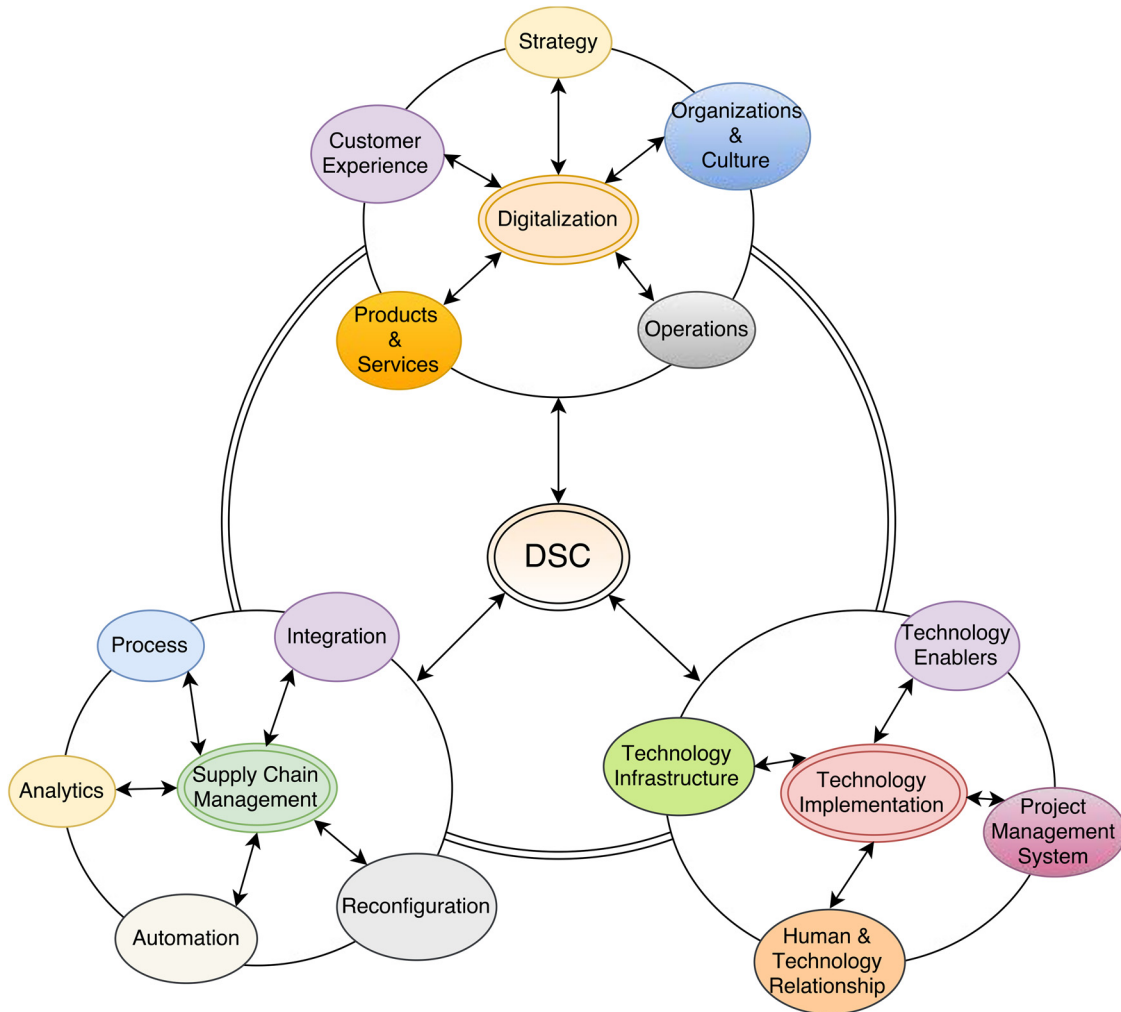 Strategy
Organizations
&
Culture
Customer
Experience
Digitalization
Products
&
Services
Operations
DSC
Process
Integration
Analytics
Supply Chain
Management
Automation
Reconfiguration
Technology
Enablers
Technology
Infrastructure
Technology
Implementation
Project
Management
System
Human &
Technology
Relationship